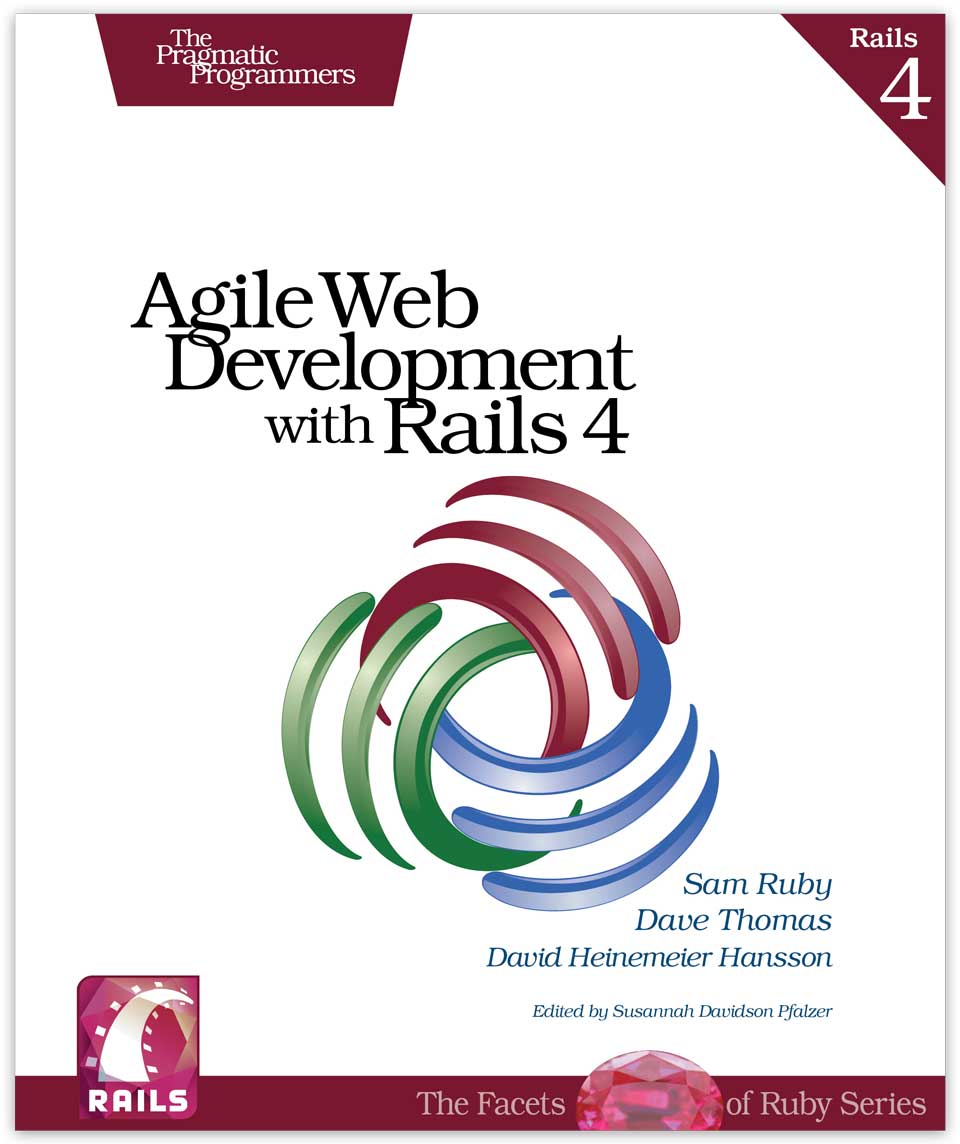 The
Pragmatic
Programmers
Rails
4
Agile Web
Development
with Rails 4
Sam Ruby
Dave Thomas
David Heinemeier Hansson
Edited by Susannah Davidson Pfalzer
RAILS
The Facets of Ruby Series